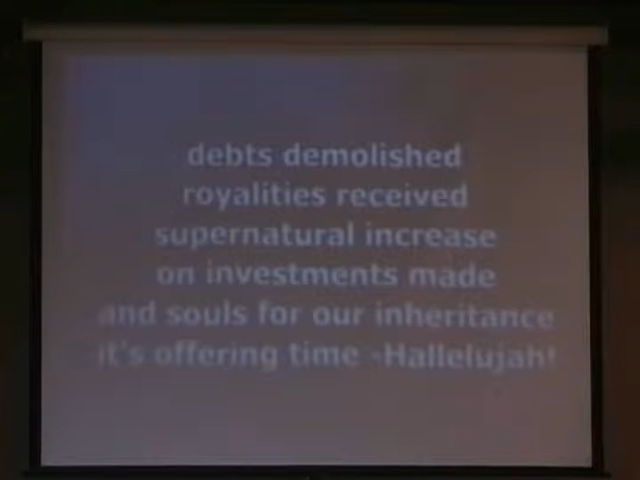 debts demolished
royalities received
supernatural increase
on investments made
and souls for our inheritance
it's offering time -Hallelujah!